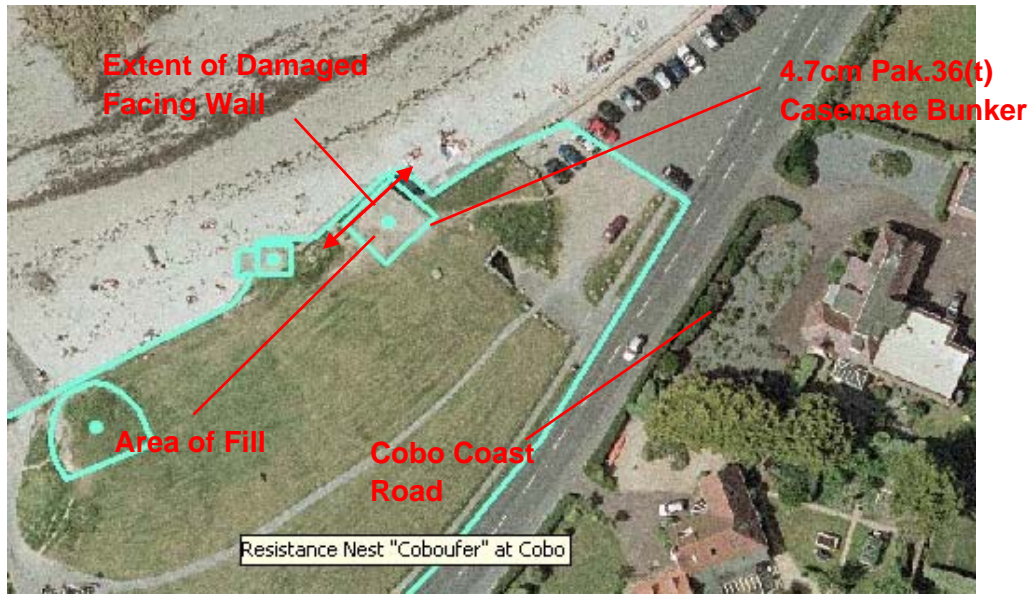 Extent of Damaged
Facing Wall
4.7cm Pak.36(t)
Casemate Bunker
Area of Fill
Cobo Coast
Road
Resistance Nest "Coboufer" at Cobo